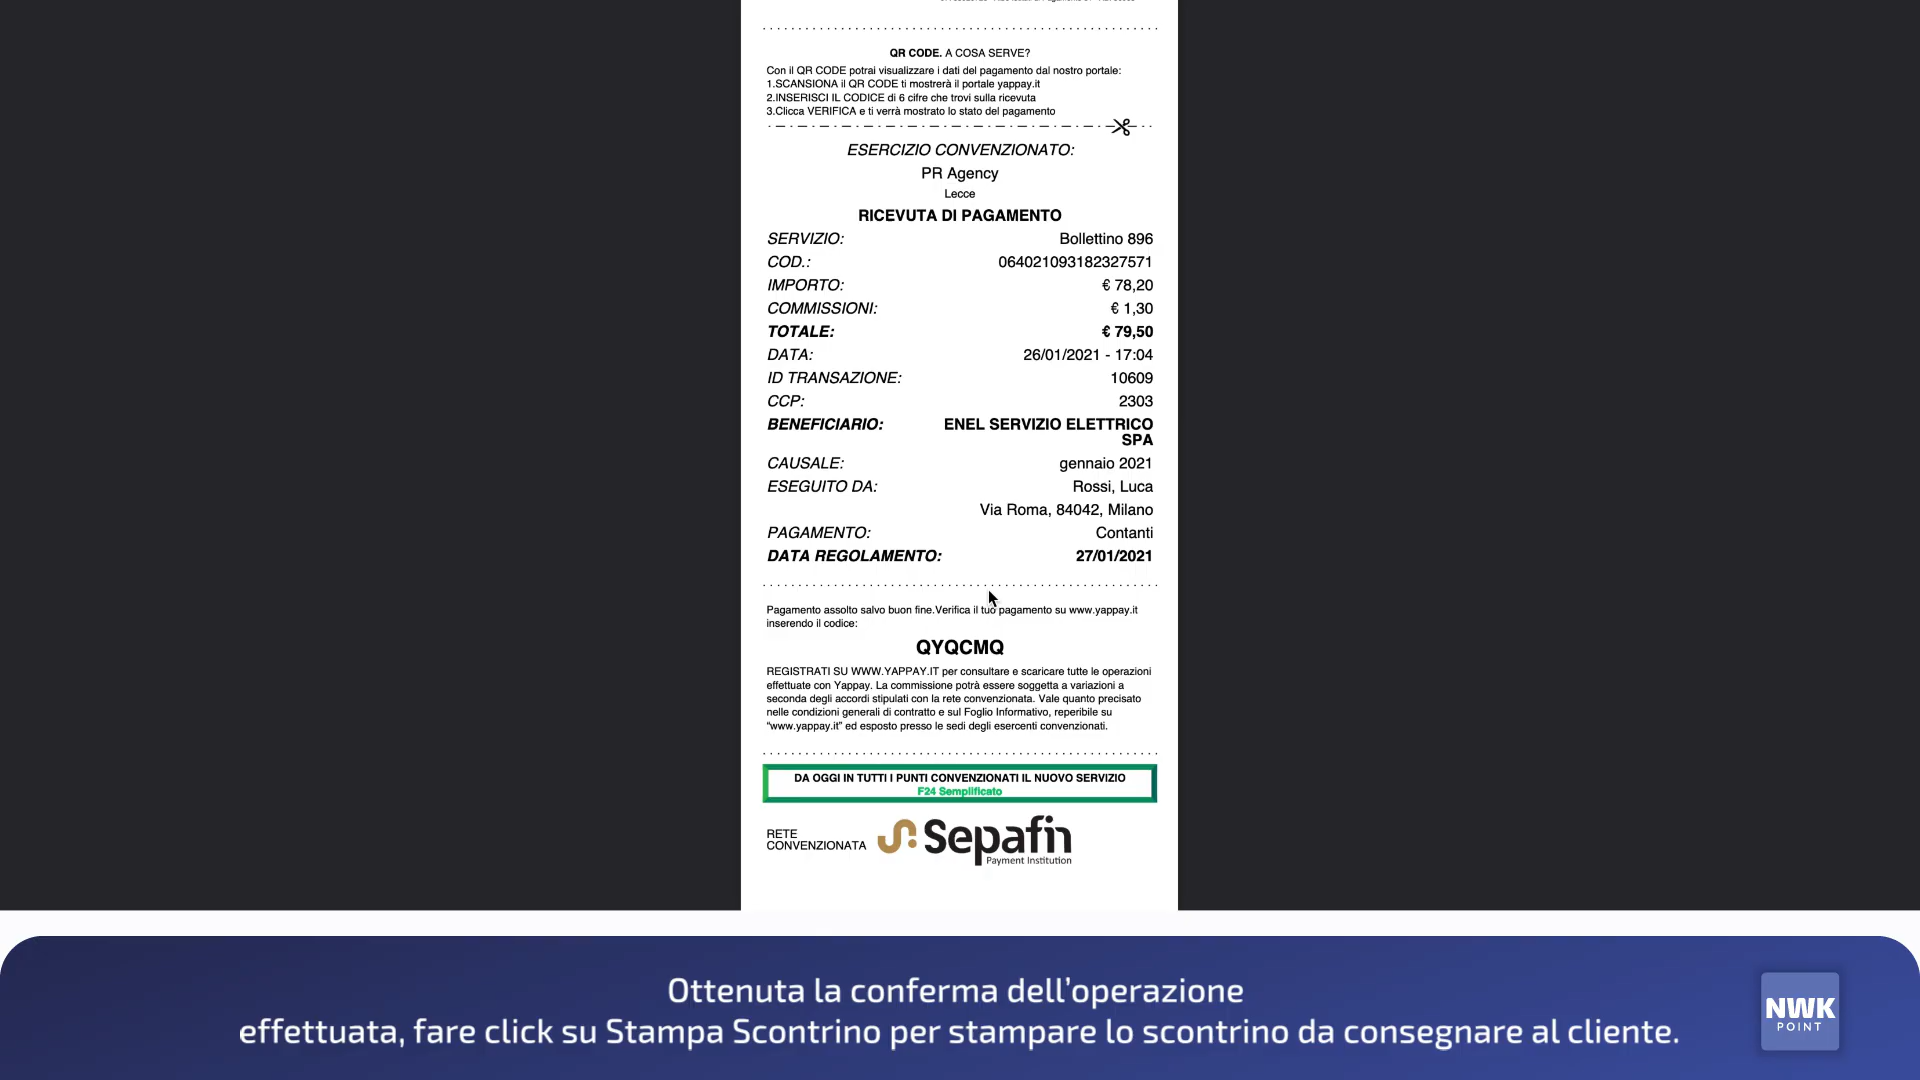 QR CODE. A COSA SERVE?
Con il QR CODE potrai visualizzare i dati del pagamento dal nostro portale:
1.SCANSIONA il QR CODE ti mostrerà il portale yappay.it
2.INSERISCI IL CODICE di 6 cifre che trovi sulla ricevuta
3.Clicca VERIFICA e ti verrà mostrato lo stato del pagamento
ESERCIZIO CONVENZIONATO:
PR Agency
Lecce
RICEVUTA DI PAGAMENTO
SERVIZIO: Bollettino 896
COD.: 064021093182327571
IMPORTO: € 78,20
COMMISSIONI: € 1,30
TOTALE: € 79,50
DATA: 26/01/2021 - 17:04
ID TRANSAZIONE: 10609
CCP: 2303
BENEFICIARIO: ENEL SERVIZIO ELETTRICO
SPA
CAUSALE: gennaio 2021
ESEGUITO DA: Rossi, Luca
Via Roma, 84042, Milano
PAGAMENTO: Contanti
DATA REGOLAMENTO: 27/01/2021
Pagamento assolto salvo buon fine.Verifica il tuo pagamento su www.yappay.it
inserendo il codice:
QYQCMQ
REGISTRATI SU WWW.YAPPAY.IT per consultare e scaricare tutte le operazioni
effettuate con Yappay. La commissione potrà essere soggetta a variazioni a
seconda degli accordi stipulati con la rete convenzionata. Vale quanto precisato
nelle condizioni generali di contratto e sul Foglio Informativo, reperibile su
“www.yappay.it” ed esposto presso le sedi degli esercenti convenzionati.
DA OGGI IN TUTTI I PUNTI CONVENZIONATI IL NUOVO SERVIZIO
F24 Semplificato
RETE
CONVENZIONATA
Sepafin
Payment Institution
Ottenuta la conferma dell’operazione
effettuata, fare click su Stampa Scontrino per stampare lo scontrino da consegnare al cliente.
NWK
POINT